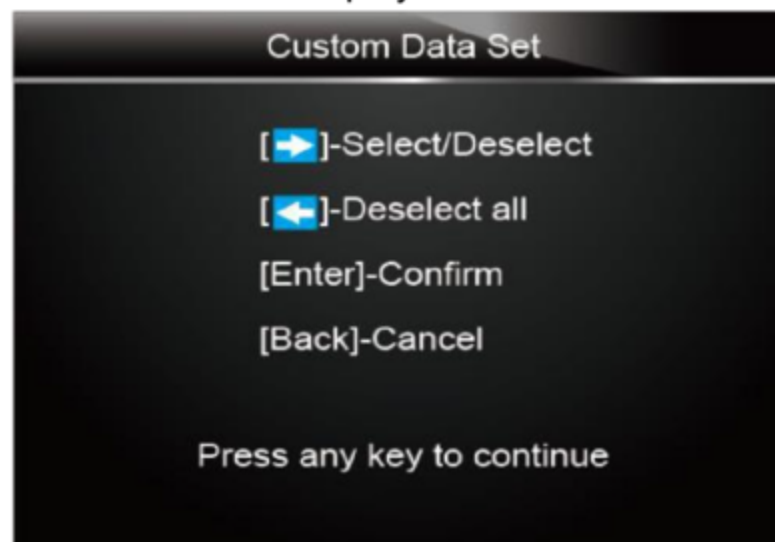 Custom Data Set
[➡]-Select/Deselect
[⬅]-Deselect all
[Enter]-Confirm
[Back]-Cancel
Press any key to continue